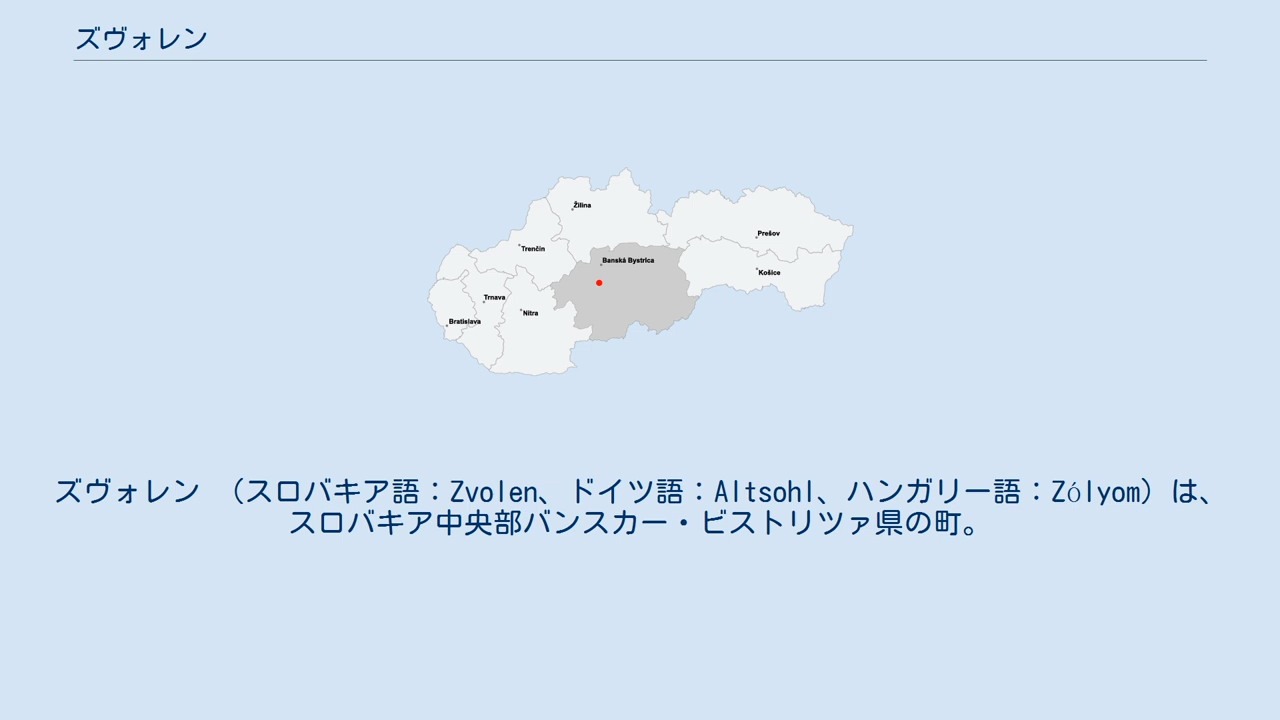 ズヴォレン
Žilina
Prešov
Trenčín
Banská Bystrica
Košice
Trnava
Nitra
Bratislava
ズヴォレン （スロバキア語：Zvolen、ドイツ語：Altsohl、ハンガリー語：Zólyom）は、
スロバキア中央部バンスカー・ビストリツァ県の町。